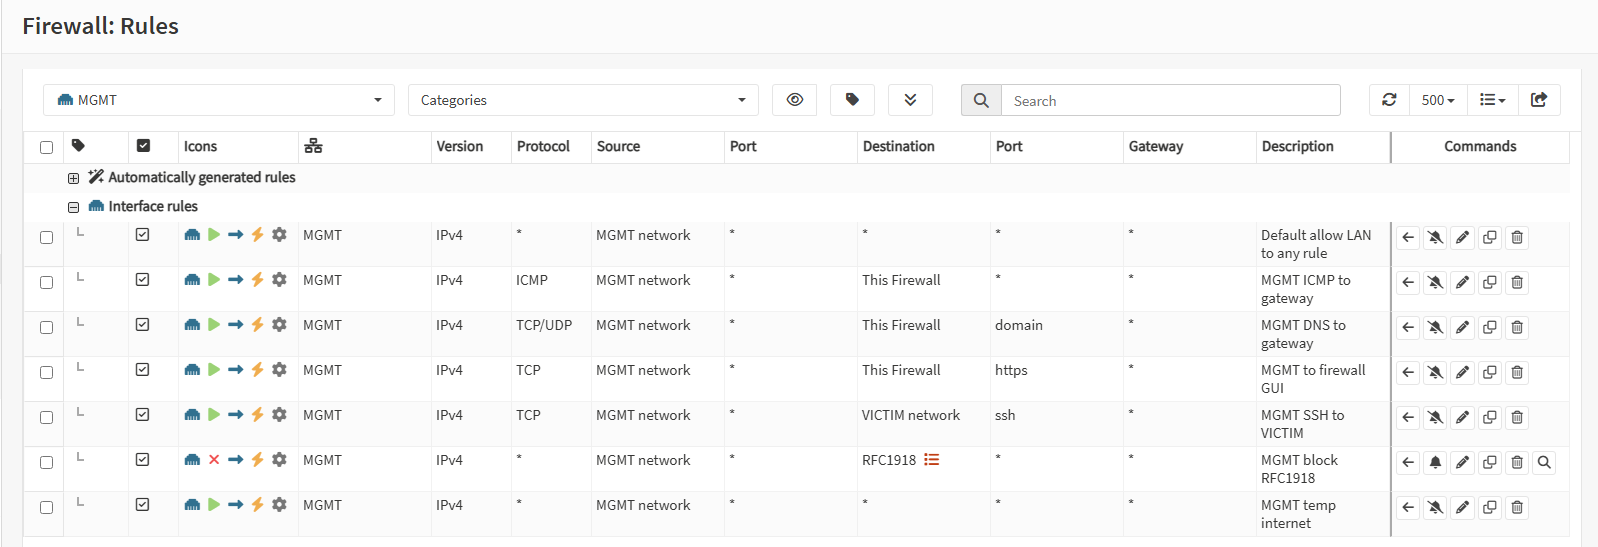 Firewall: Rules
MGMT Categories Search 500
Icons Version Protocol Source Port Destination Port Gateway Description Commands
Automatically generated rules
Interface rules
MGMT IPv4 * MGMT network * * * * Default allow LAN
to any rule
MGMT IPv4 ICMP MGMT network * This Firewall * * MGMT ICMP to
gateway
MGMT IPv4 TCP/UDP MGMT network * This Firewall domain * MGMT DNS to
gateway
MGMT IPv4 TCP MGMT network * This Firewall https * MGMT to firewall
GUI
MGMT IPv4 TCP MGMT network * VICTIM network ssh * MGMT SSH to
VICTIM
MGMT IPv4 * MGMT network * RFC1918 * * MGMT block
RFC1918
MGMT IPv4 * MGMT network * * * * MGMT temp
internet